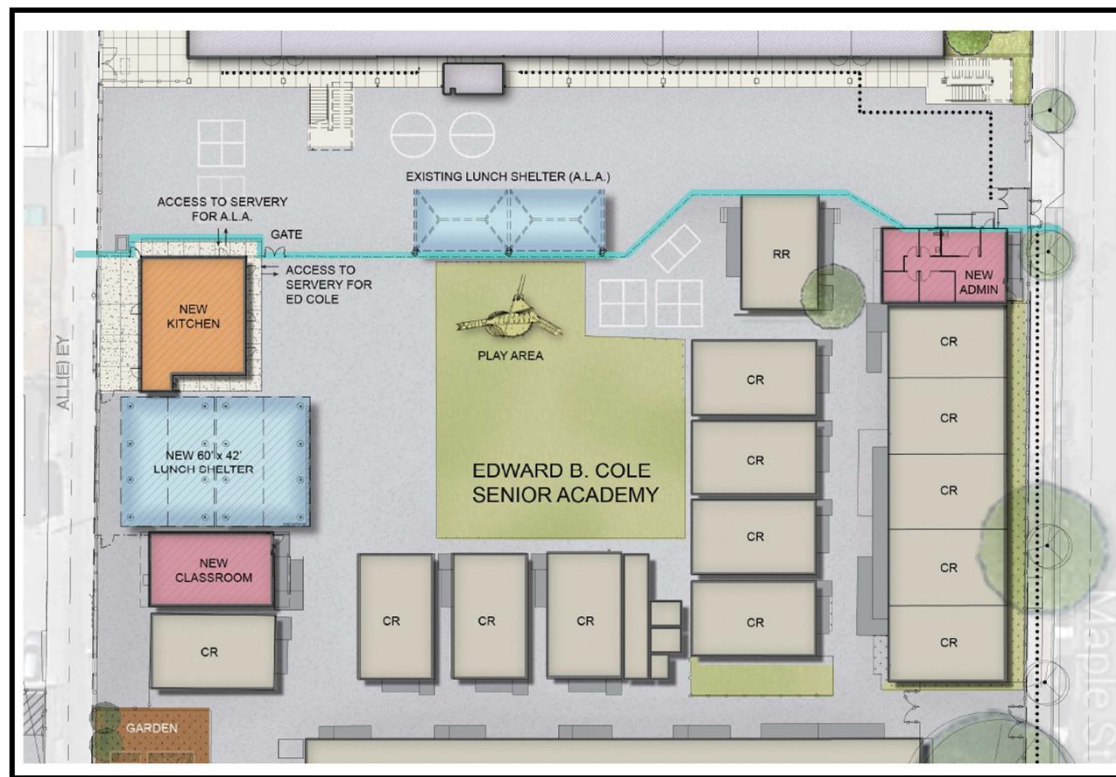 EXISTING LUNCH SHELTER (A.L.A.)
ACCESS TO SERVERY
FOR A.L.A.
GATE
ACCESS TO
SERVERY FOR
ED COLE
RR
NEW
ADMIN
NEW
KITCHEN
PLAY AREA
CR
CR
CR
CR
CR
CR
CR
CR
CR
ALLEY
NEW 60' x 42'
LUNCH SHELTER
EDWARD B. COLE
SENIOR ACADEMY
NEW
CLASSROOM
CR
CR
CR
CR
GARDEN
Maple St